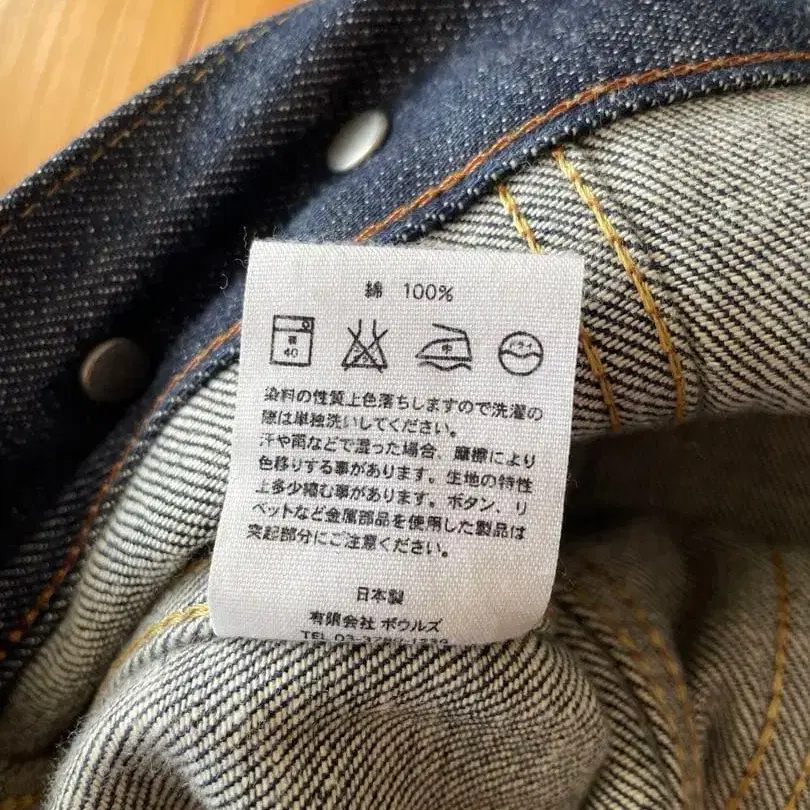 綿 100%
弱
40
中
染料の性質上色落ちしますので洗濯の
際は単独洗いしてください。
汗や雨などで湿った場合、摩擦により
色移りする事があります。生地の特性
上多少縮む事があります。ボタン、リ
ベットなど金属部品を使用した製品は
突起部分にご注意ください。
日本製
有限会社 ボウルズ
TEL